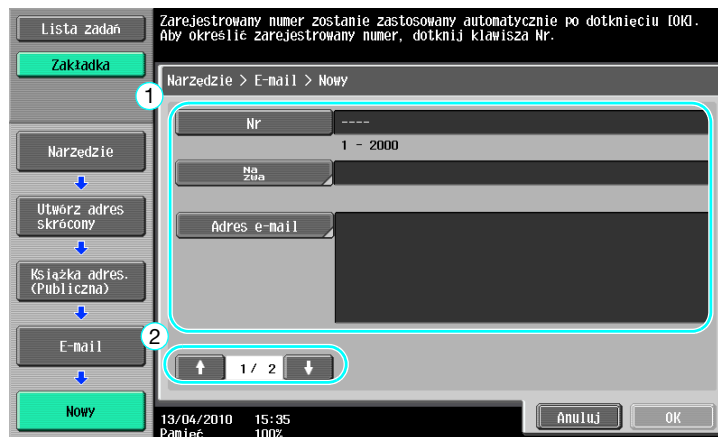 Lista zadań
Zakładka
Zarejestrowany numer zostanie zastosowany automatycznie po dotknięciu [OK].
Aby określić zarejestrowany numer, dotknij klawisza Nr.
Narzędzie > E-mail > Nowy
1
Nr
----
1 - 2000
Na
zwa
Adres e-mail
Narzędzie
Utwórz adres
skrócony
Książka adres.
(Publiczna)
E-mail
Nowy
2
1/ 2
Anuluj
OK
13/04/2010 15:35
Pamięć 100%